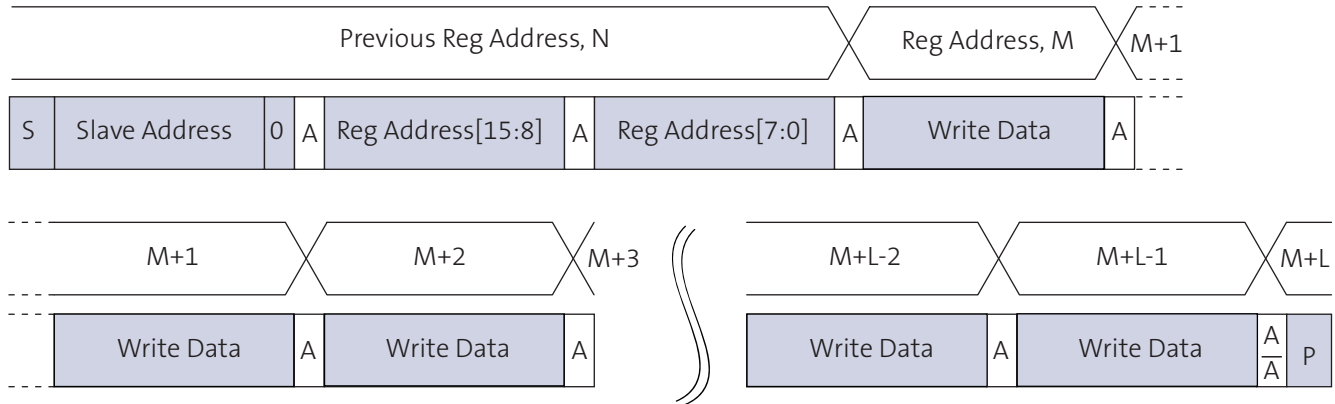 Previous Reg Address, N Reg Address, M M+1
S Slave Address 0 A Reg Address[15:8] A Reg Address[7:0] A Write Data A
M+1 M+2 M+3 M+L-2 M+L-1 M+L
Write Data A Write Data A Write Data A Write Data A/A̅ P